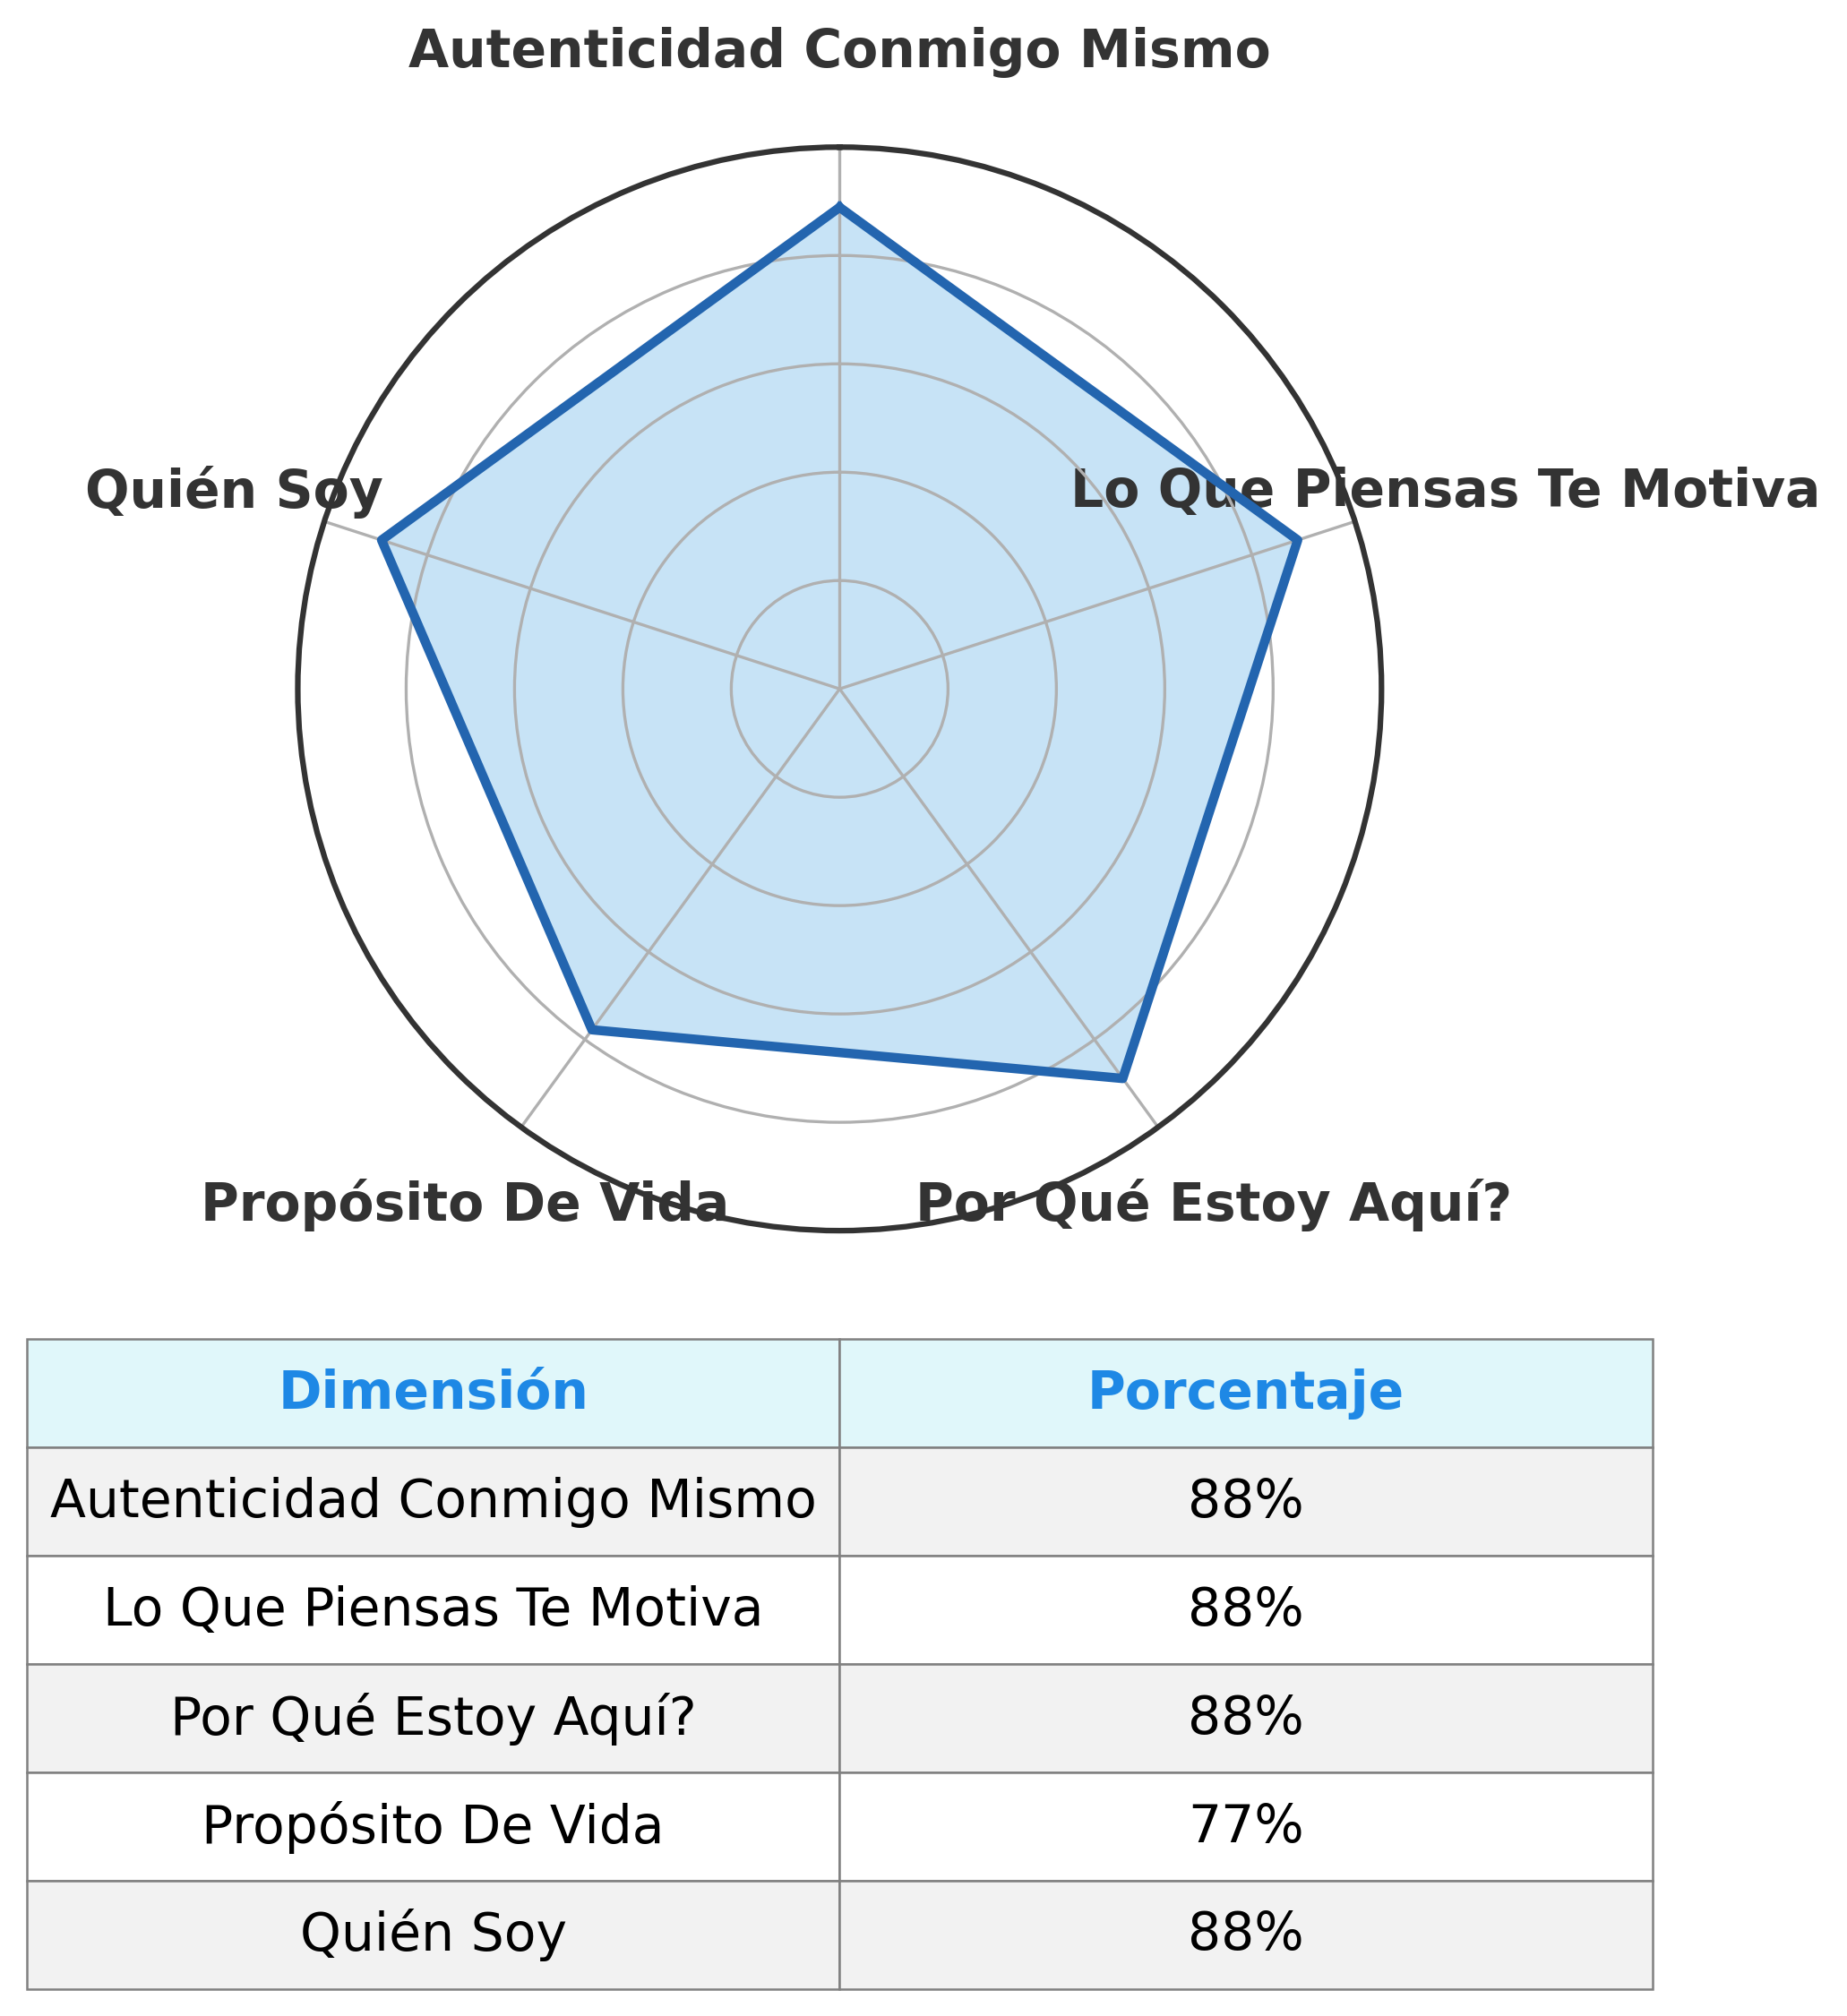 Autenticidad Conmigo Mismo
Quién Soy
Lo Que Piensas Te Motiva
Propósito De Vida
Por Qué Estoy Aquí?
Dimensión Porcentaje
Autenticidad Conmigo Mismo 88%
Lo Que Piensas Te Motiva 88%
Por Qué Estoy Aquí? 88%
Propósito De Vida 77%
Quién Soy 88%